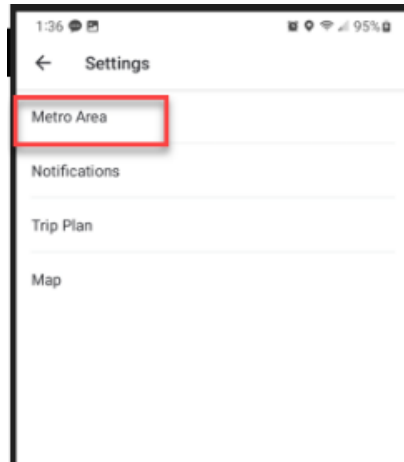 1:36 95%
Settings
Metro Area
Notifications
Trip Plan
Map